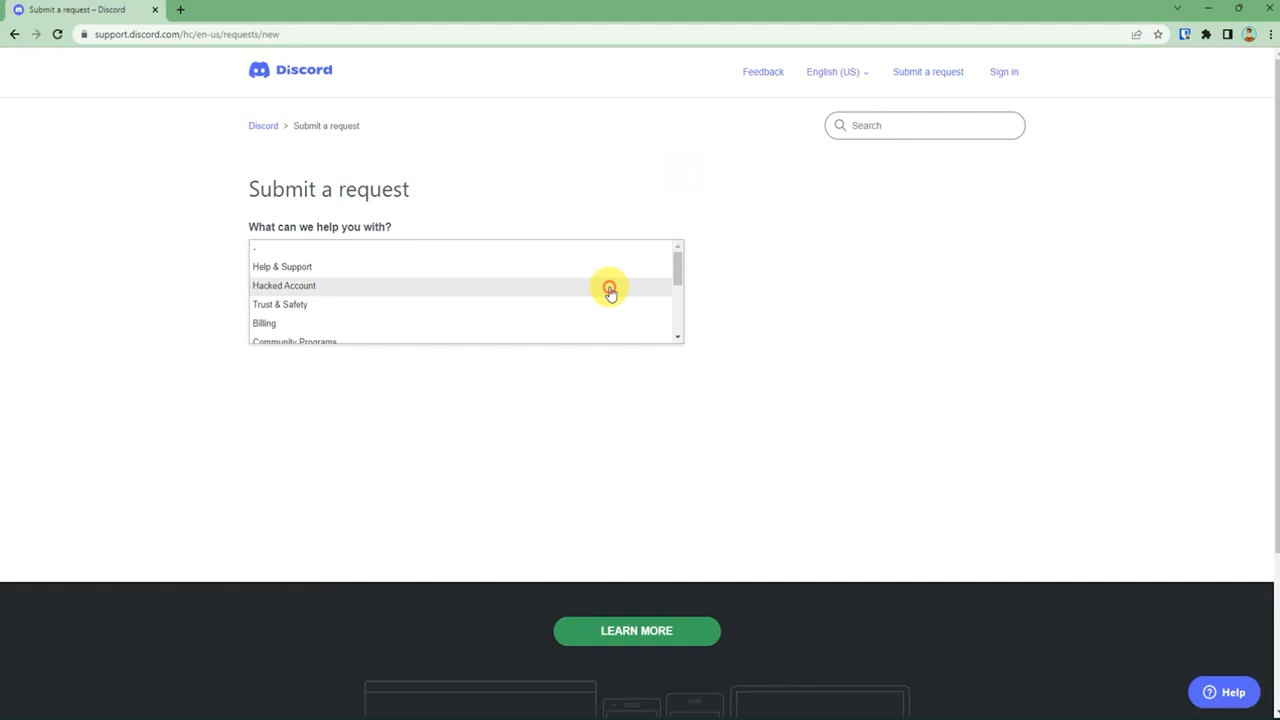 Submit a request – Discord
support.discord.com/hc/en-us/requests/new
Discord
Feedback
English (US)
Submit a request
Sign in
Discord > Submit a request
Search
Submit a request
What can we help you with?
-
Help & Support
Hacked Account
Trust & Safety
Billing
Community Programs
LEARN MORE
Help